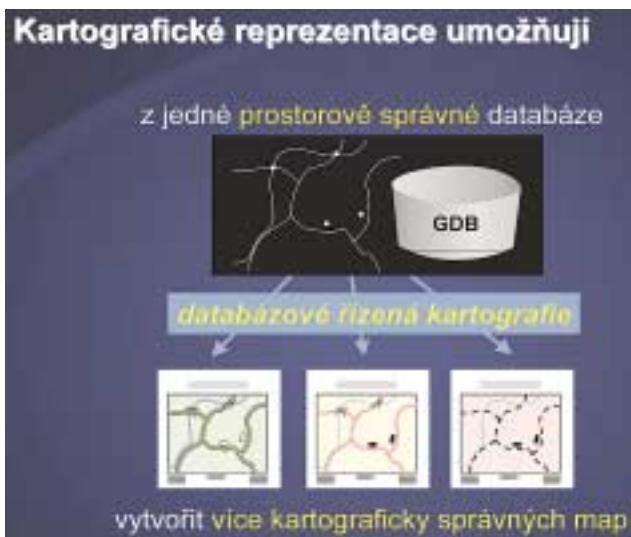 Kartografické reprezentace umožňují
z jedné prostorově správné databáze
GDB
databázově řízená kartografie
vytvořit více kartograficky správných map